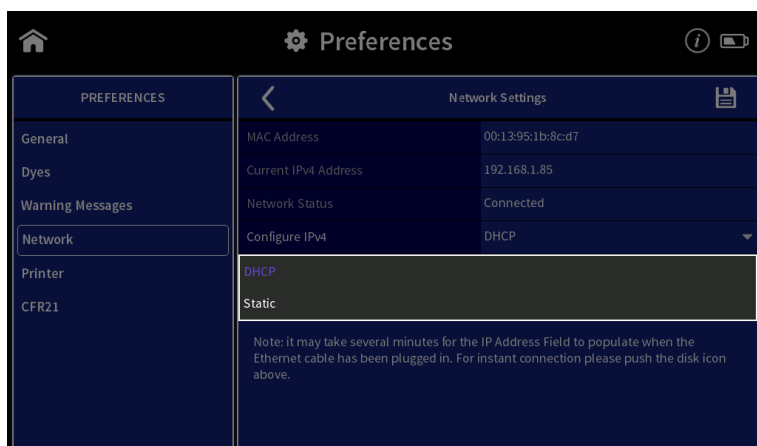 Preferences
PREFERENCES
Network Settings
General
Dyes
Warning Messages
Network
Printer
CFR21
MAC Address 00:13:95:1b:8c:d7
Current IPv4 Address 192.168.1.85
Network Status Connected
Configure IPv4 DHCP
DHCP
Static
Note: it may take several minutes for the IP Address Field to populate when the
Ethernet cable has been plugged in. For instant connection please push the disk icon
above.